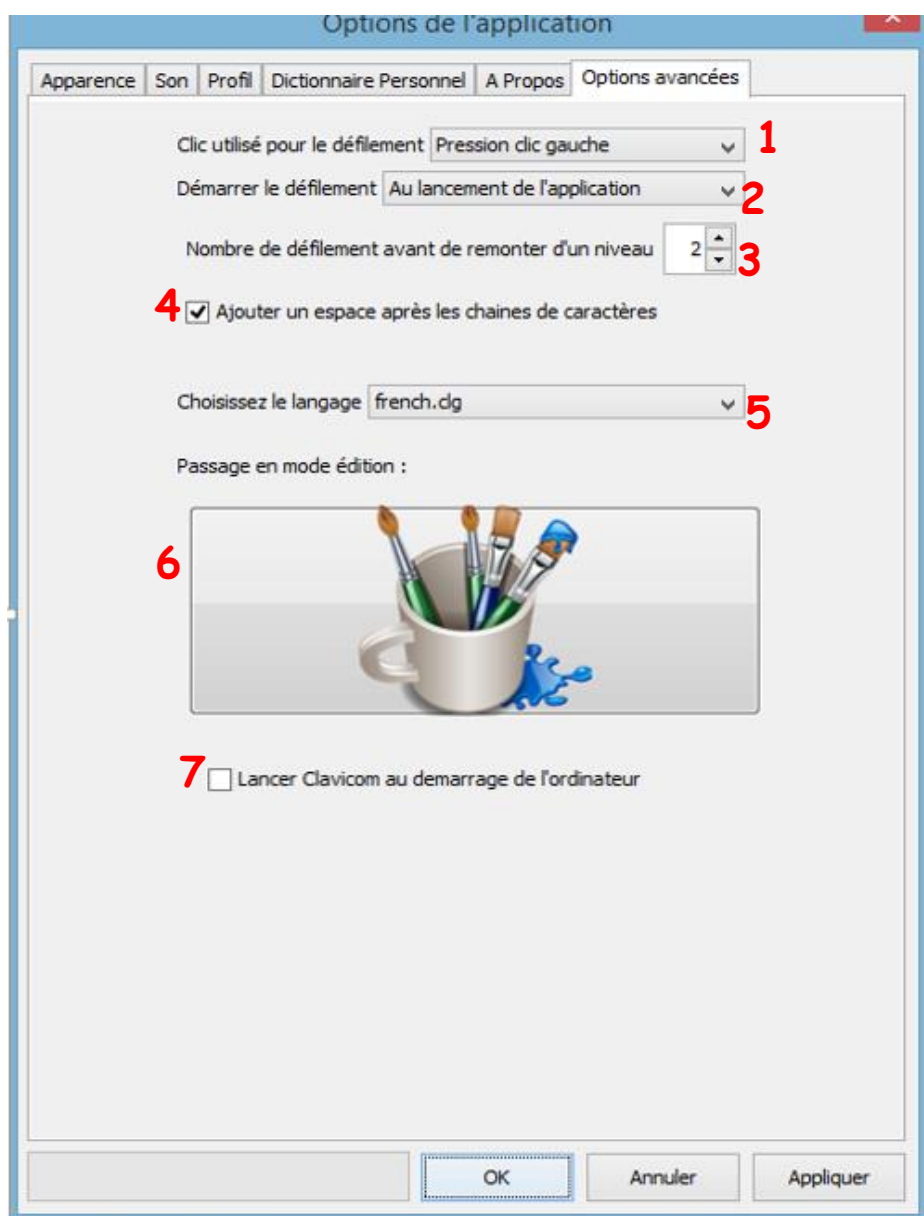 Options de l'application
Apparence Son Profil Dictionnaire Personnel A Propos Options avancées
Clic utilisé pour le défilement Pression clic gauche 1
Démarrer le défilement Au lancement de l'application 2
Nombre de défilement avant de remonter d'un niveau 2 3
4 Ajouter un espace après les chaines de caractères
Choisissez le langage french.clg 5
Passage en mode édition :
6
7 Lancer Clavicom au demarrage de l'ordinateur
OK Annuler Appliquer